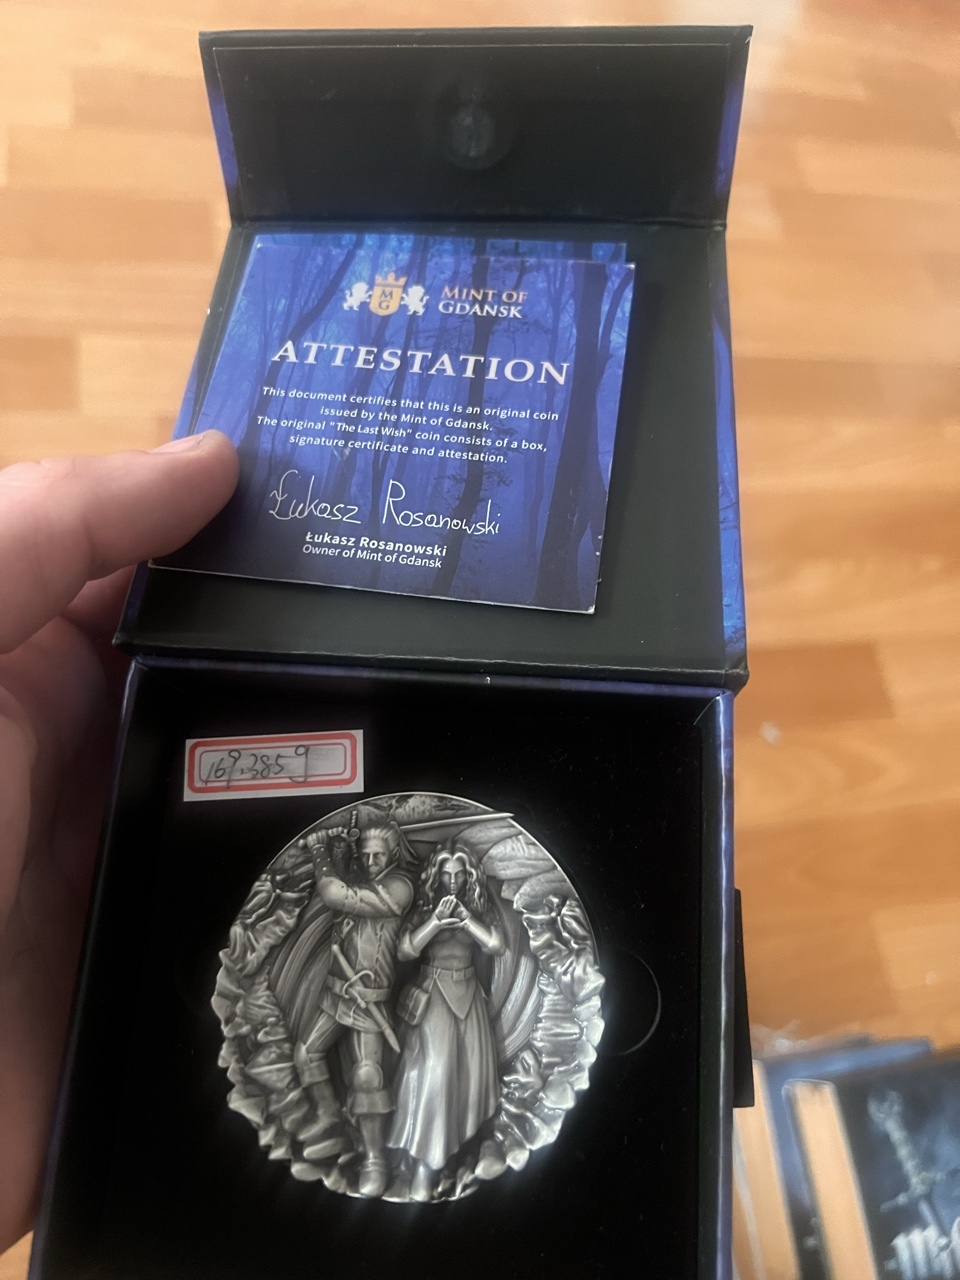 MG
MINT OF
GDANSK
ATTESTATION
This document certifies that this is an original coin
issued by the Mint of Gdansk.
The original "The Last Wish" coin consists of a box,
signature certificate and attestation.
Łukasz Rosanowski
Łukasz Rosanowski
Owner of Mint of Gdansk
169.385g